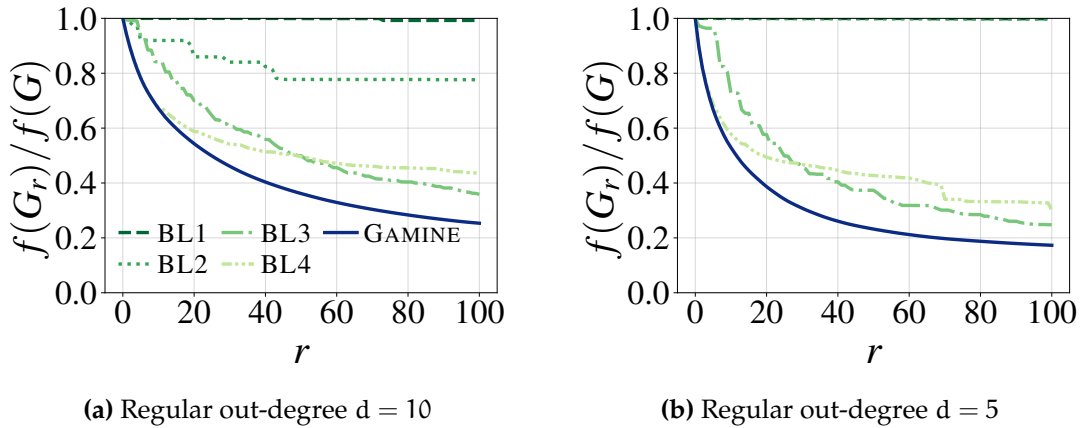 f(G_r)/f(G)
1.0
0.8
0.6
0.4
0.2
0.0
BL1 BL3 GAMINE
BL2 BL4
0 20 40 60 80 100
r
(a) Regular out-degree d = 10
f(G_r)/f(G)
1.0
0.8
0.6
0.4
0.2
0.0
0 20 40 60 80 100
r
(b) Regular out-degree d = 5